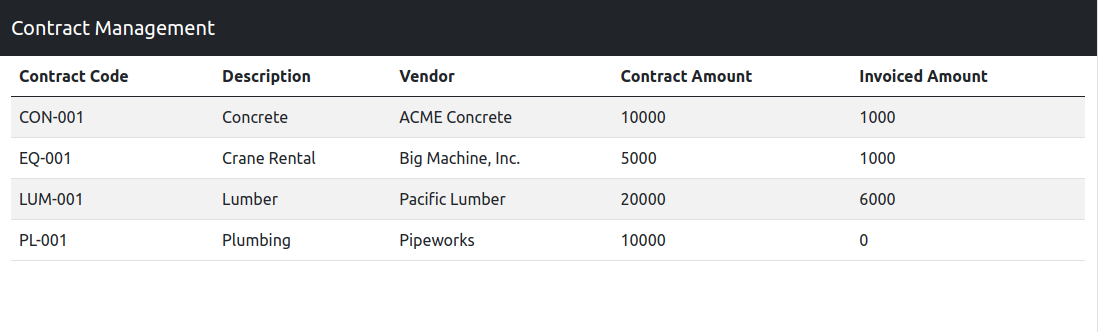 Contract Management
Contract Code Description Vendor Contract Amount Invoiced Amount
CON-001 Concrete ACME Concrete 10000 1000
EQ-001 Crane Rental Big Machine, Inc. 5000 1000
LUM-001 Lumber Pacific Lumber 20000 6000
PL-001 Plumbing Pipeworks 10000 0